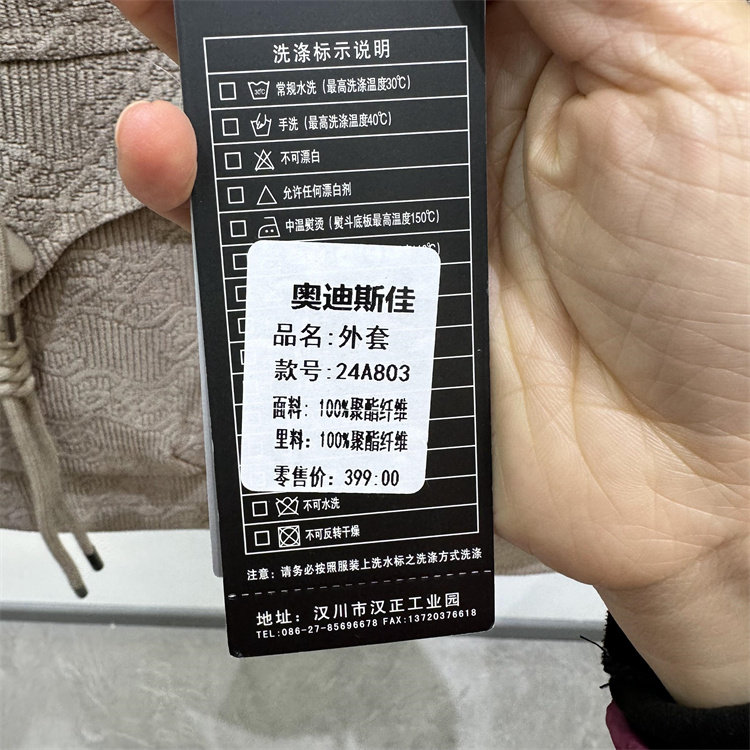 洗涤标示说明
常规水洗(最高洗涤温度30℃)
手洗(最高洗涤温度40℃)
不可漂白
允许任何漂白剂
中温熨烫(熨斗底板最高温度150℃)
奥迪斯佳
品名:外套
款号:24A803
面料:100%聚酯纤维
里料:100%聚酯纤维
零售价:399:00
不可水洗
不可反转干燥
注意:请务必按照服装上洗水标之洗涤方式洗涤
地址:汉川市汉正工业园
TEL:086-27-85696678 FAX:13720376618